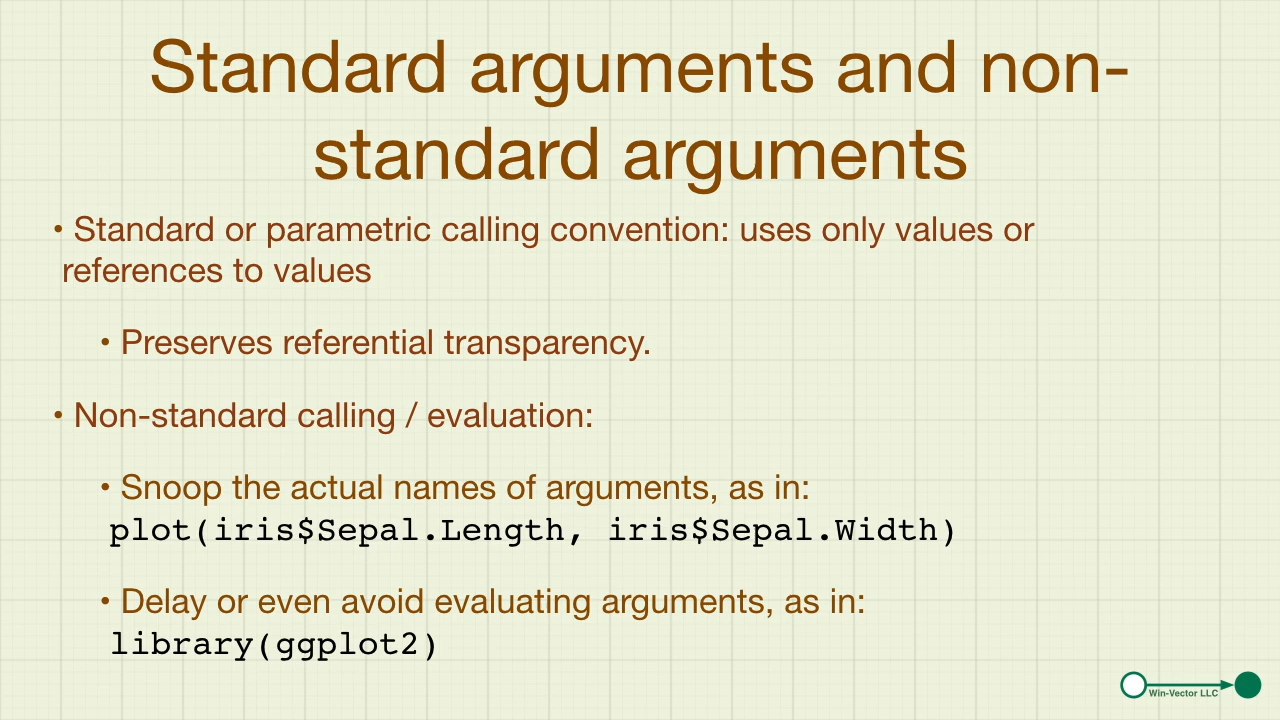 Standard arguments and non-
standard arguments
• Standard or parametric calling convention: uses only values or
references to values
• Preserves referential transparency.
• Non-standard calling / evaluation:
• Snoop the actual names of arguments, as in:
plot(iris$Sepal.Length, iris$Sepal.Width)
• Delay or even avoid evaluating arguments, as in:
library(ggplot2)
Win-Vector LLC